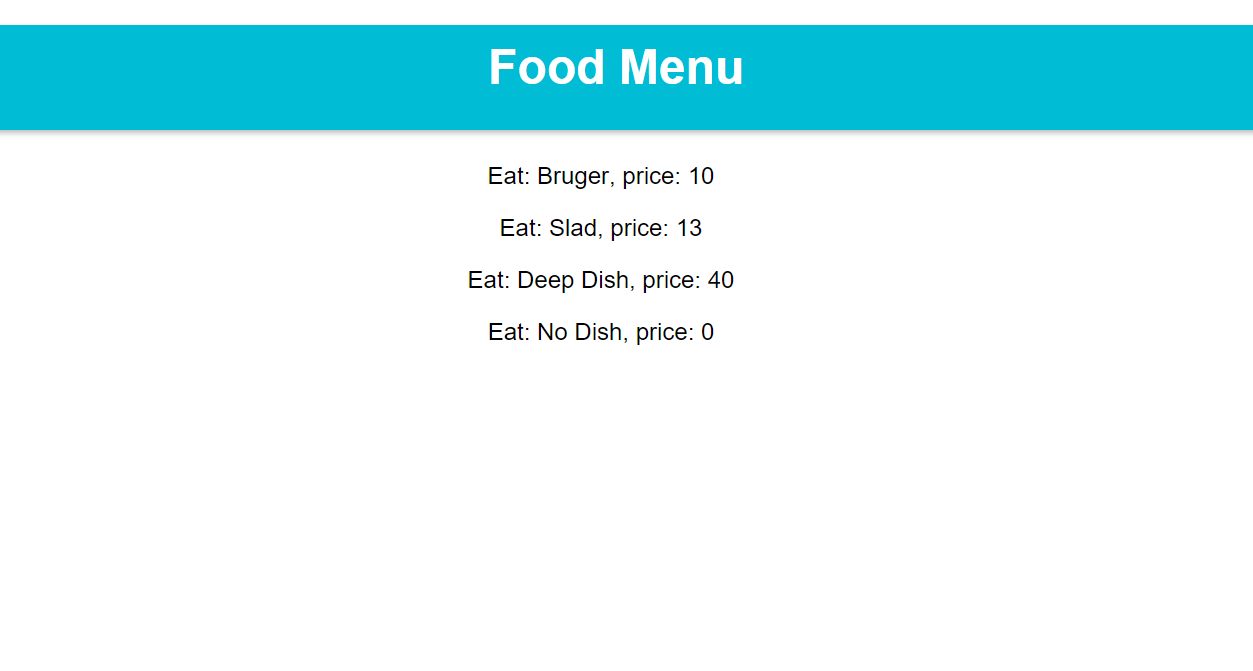 Food Menu
Eat: Bruger, price: 10
Eat: Slad, price: 13
Eat: Deep Dish, price: 40
Eat: No Dish, price: 0